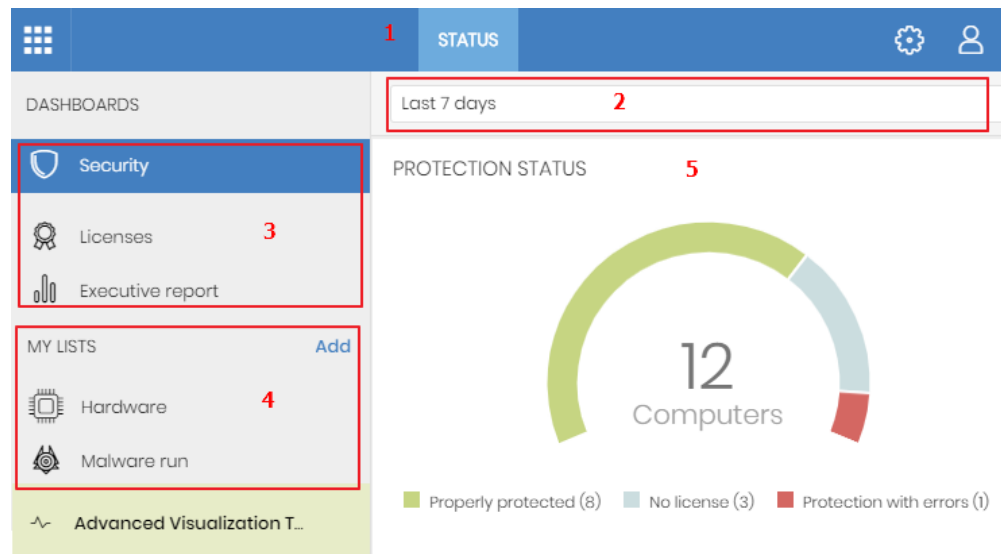 1 STATUS
DASHBOARDS
Last 7 days 2
Security
PROTECTION STATUS 5
Licenses 3
Executive report
MY LISTS Add
Hardware 4
Malware run
Advanced Visualization T...
12
Computers
Properly protected (8) No license (3) Protection with errors (1)